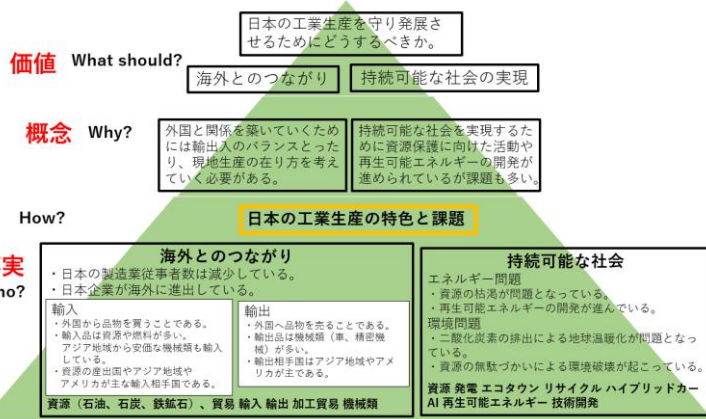 日本の工業生産を守り発展さ
せるためにどうするべきか。
価値 What should?
海外とのつながり
持続可能な社会の実現
概念 Why?
外国と関係を築いていくため
には輸出入のバランスとった
り、現地生産の在り方を考え
ていく必要がある。
持続可能な社会を実現するた
めに資源保護に向けた活動や
再生可能エネルギーの開発が
進められているが課題も多い。
How?
日本の工業生産の特色と課題
実
ho?
海外とのつながり
・日本の製造業従事者数は減少している。
・日本企業が海外に進出している。
輸入
・外国から品物を買うことである。
・輸入品は資源や燃料が多い。
アジア地域から安価な機械類も輸入
している。
・資源の産出国やアジア地域や
アメリカが主な輸入相手国である。
輸出
・外国へ品物を売ることである。
・輸出品は機械類（車、精密機
械）が多い。
・輸出相手国はアジア地域やアメ
リカが主である。
資源（石油、石炭、鉄鉱石）、貿易 輸入 輸出 加工貿易 機械類
持続可能な社会
エネルギー問題
・資源の枯渇が問題となっている。
・再生可能エネルギーの開発が進んでいる。
環境問題
・二酸化炭素の排出による地球温暖化が問題となっ
ている。
・資源の無駄づかいによる環境破壊が起こっている。
資源 発電 エコタウン リサイクル ハイブリッドカー
AI 再生可能エネルギー 技術開発